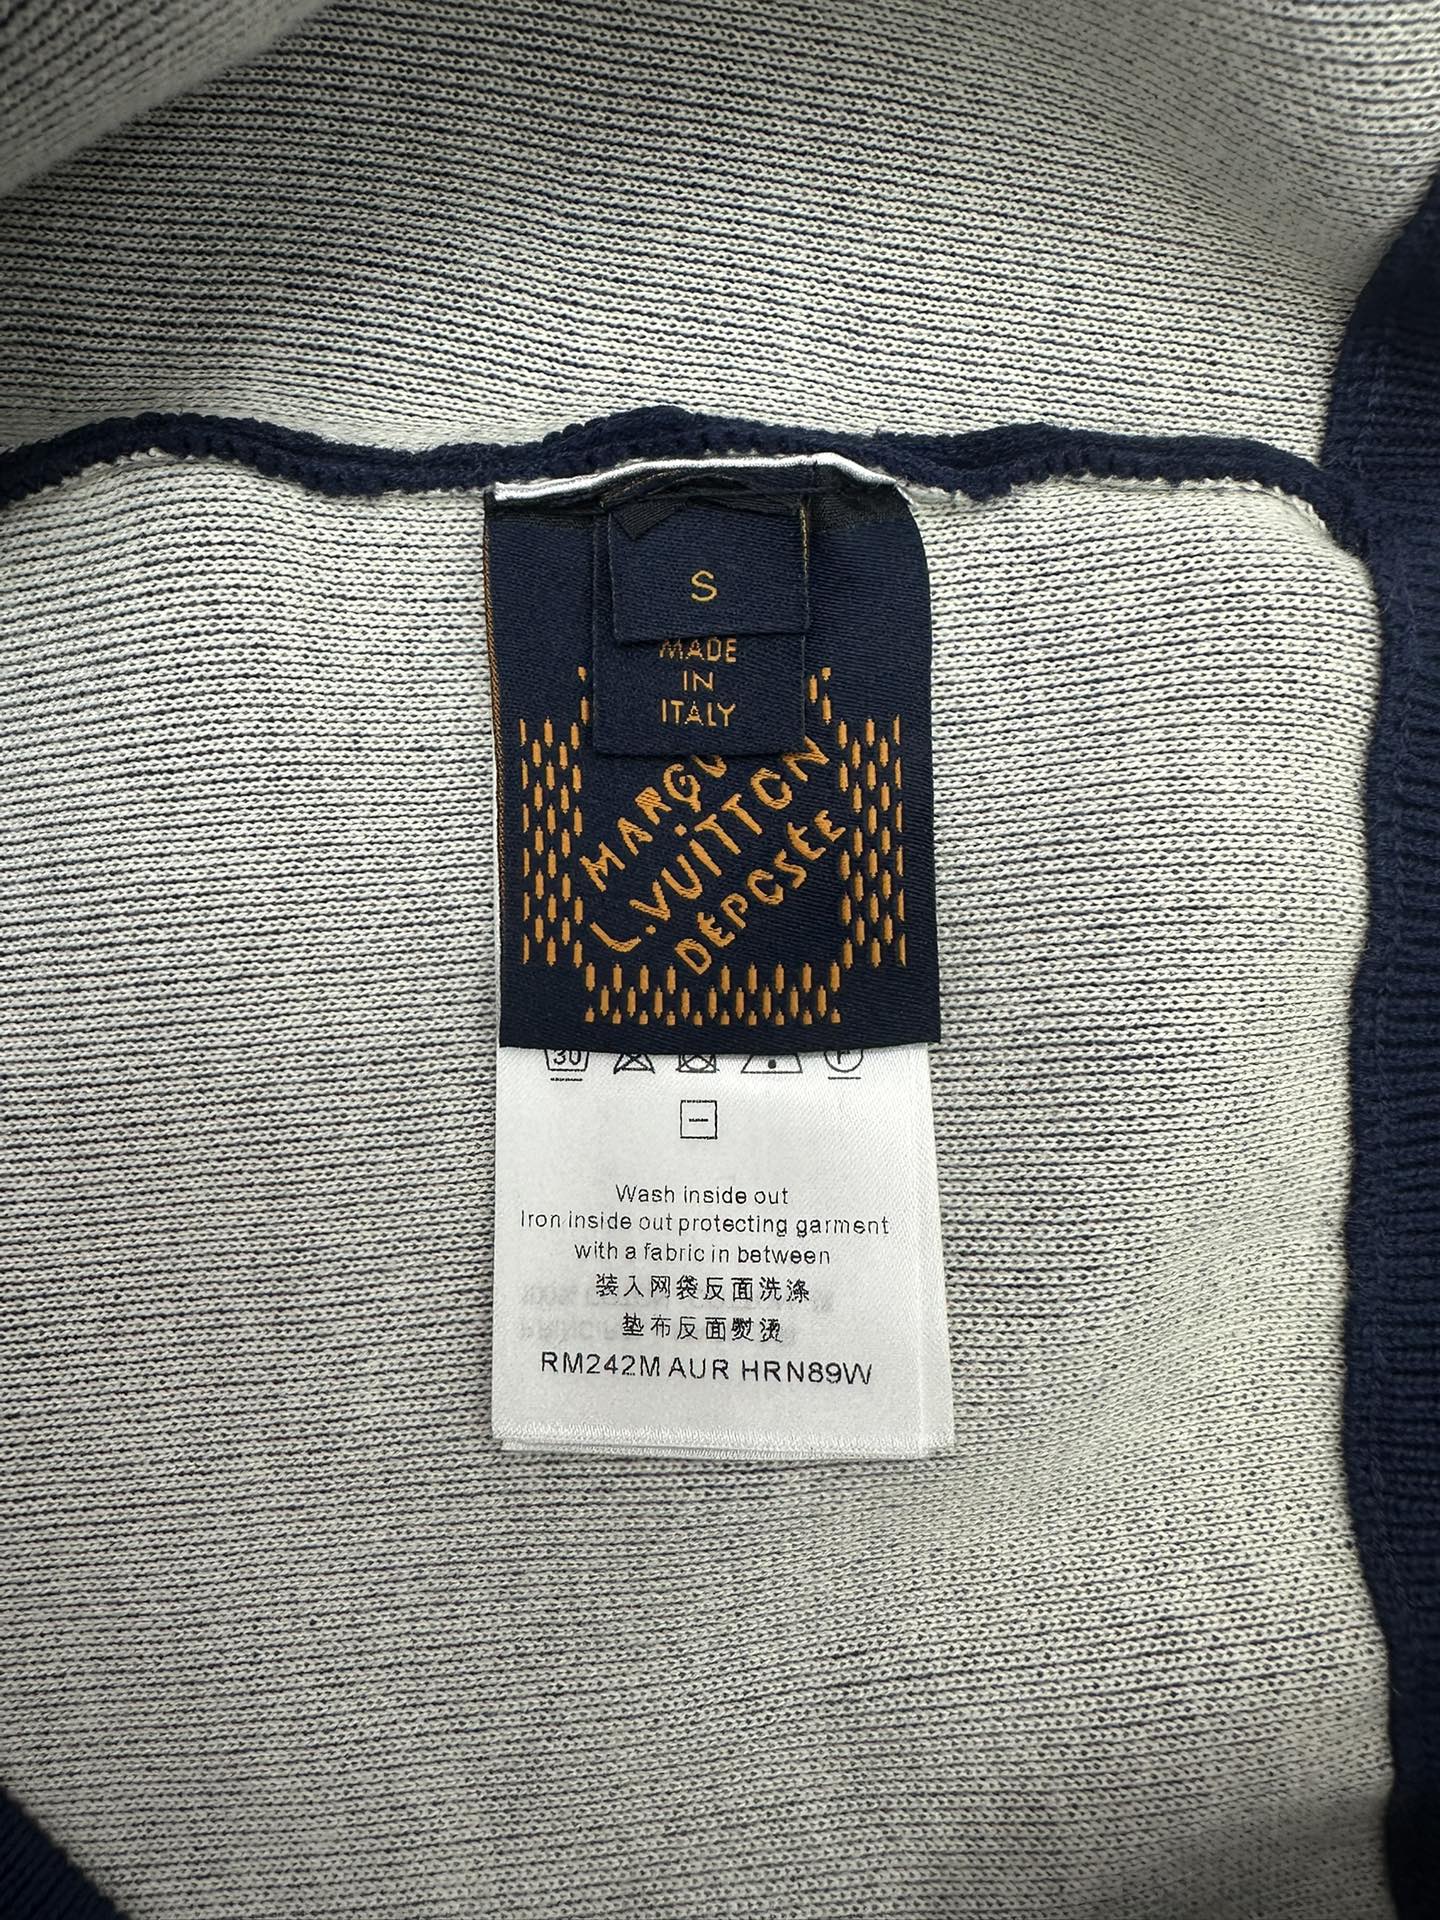 S
MADE
IN
ITALY
L.VUiTTON
DÉPOSÉE
30
F
Wash inside out
Iron inside out protecting garment
with a fabric in between
装入网袋反面洗涤
垫布反面熨烫
RM242M AUR HRN89W